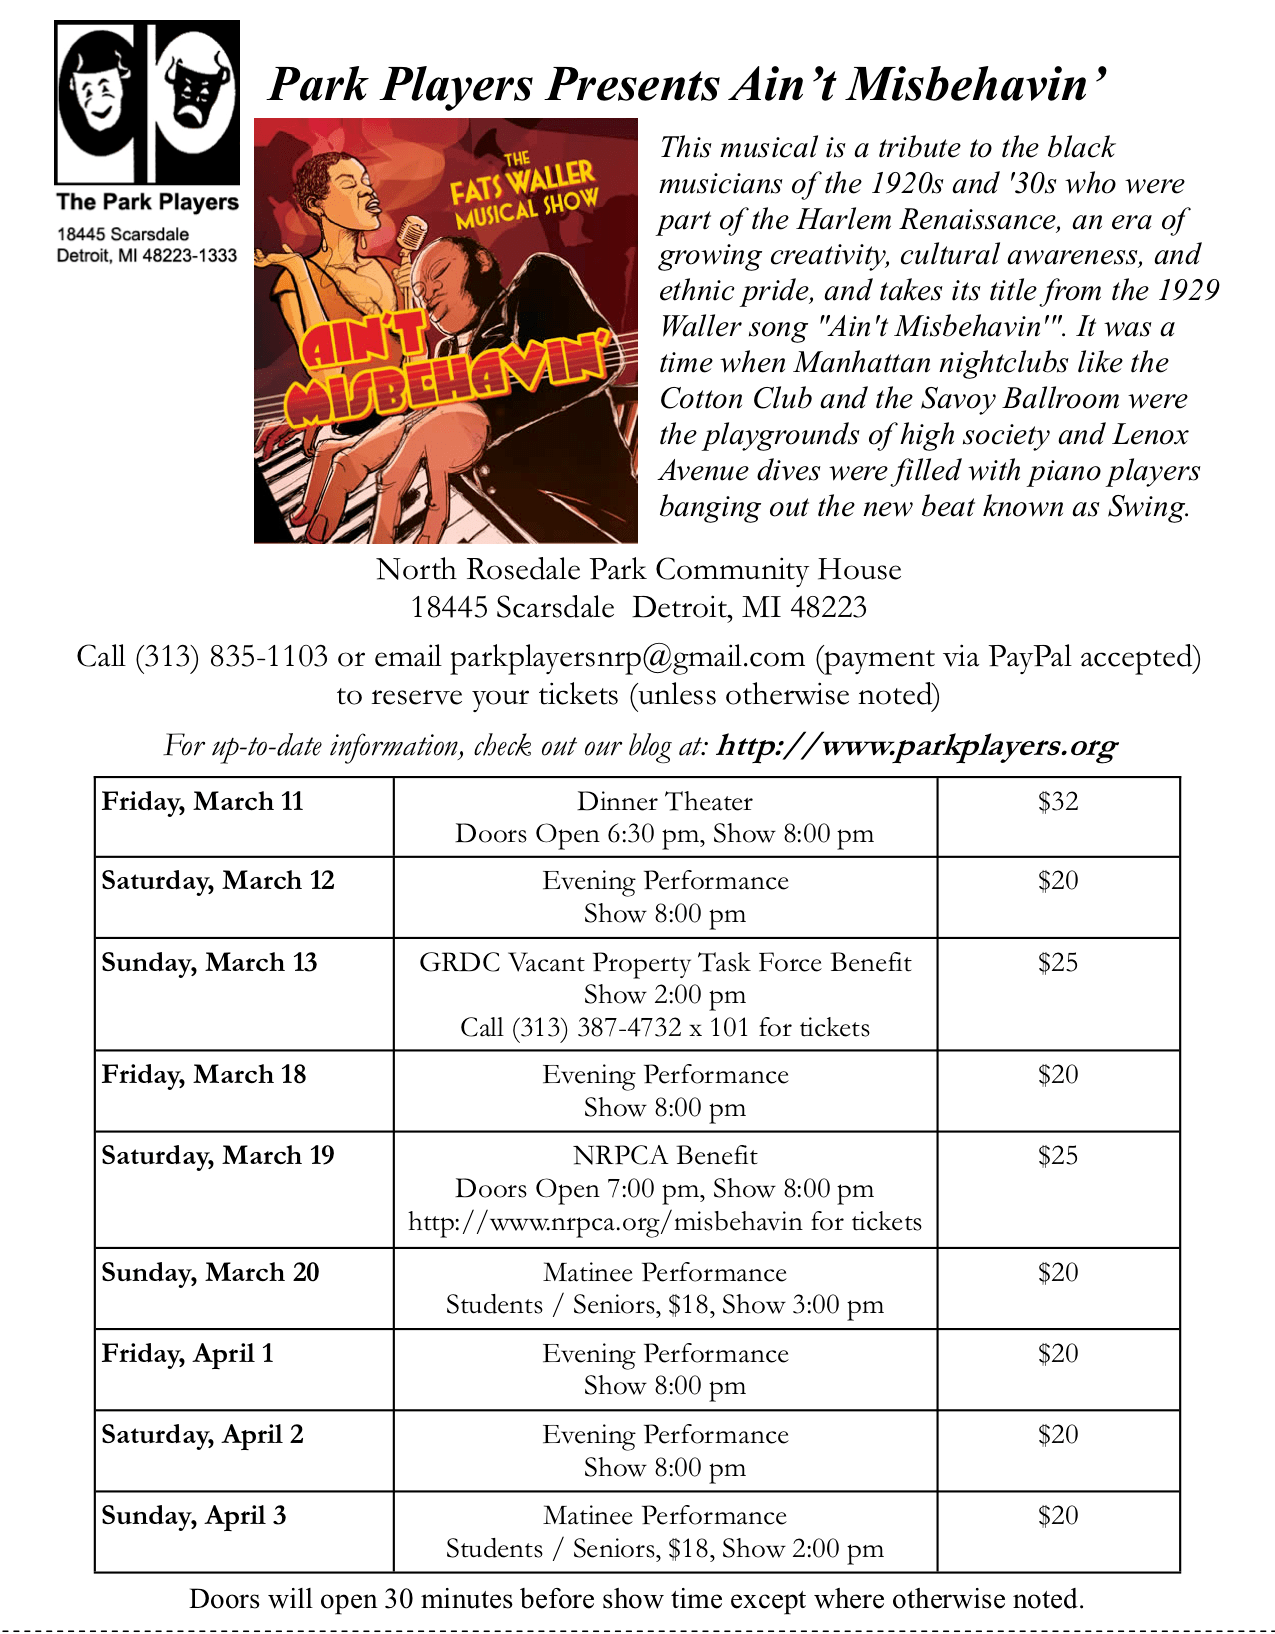 Park Players Presents Ain’t Misbehavin’
The Park Players
18445 Scarsdale
Detroit, MI 48223-1333
THE
FATS WALLER
MUSICAL SHOW
AIN'T
MISBEHAVIN'
This musical is a tribute to the black
musicians of the 1920s and '30s who were
part of the Harlem Renaissance, an era of
growing creativity, cultural awareness, and
ethnic pride, and takes its title from the 1929
Waller song "Ain't Misbehavin'". It was a
time when Manhattan nightclubs like the
Cotton Club and the Savoy Ballroom were
the playgrounds of high society and Lenox
Avenue dives were filled with piano players
banging out the new beat known as Swing.
North Rosedale Park Community House
18445 Scarsdale  Detroit, MI 48223
Call (313) 835-1103 or email parkplayersnrp@gmail.com (payment via PayPal accepted)
to reserve your tickets (unless otherwise noted)
For up-to-date information, check out our blog at: http://www.parkplayers.org
Friday, March 11 Dinner Theater $32
Doors Open 6:30 pm, Show 8:00 pm
Saturday, March 12 Evening Performance $20
Show 8:00 pm
Sunday, March 13 GRDC Vacant Property Task Force Benefit $25
Show 2:00 pm
Call (313) 387-4732 x 101 for tickets
Friday, March 18 Evening Performance $20
Show 8:00 pm
Saturday, March 19 NRPCA Benefit $25
Doors Open 7:00 pm, Show 8:00 pm
http://www.nrpca.org/misbehavin for tickets
Sunday, March 20 Matinee Performance $20
Students / Seniors, $18, Show 3:00 pm
Friday, April 1 Evening Performance $20
Show 8:00 pm
Saturday, April 2 Evening Performance $20
Show 8:00 pm
Sunday, April 3 Matinee Performance $20
Students / Seniors, $18, Show 2:00 pm
Doors will open 30 minutes before show time except where otherwise noted.